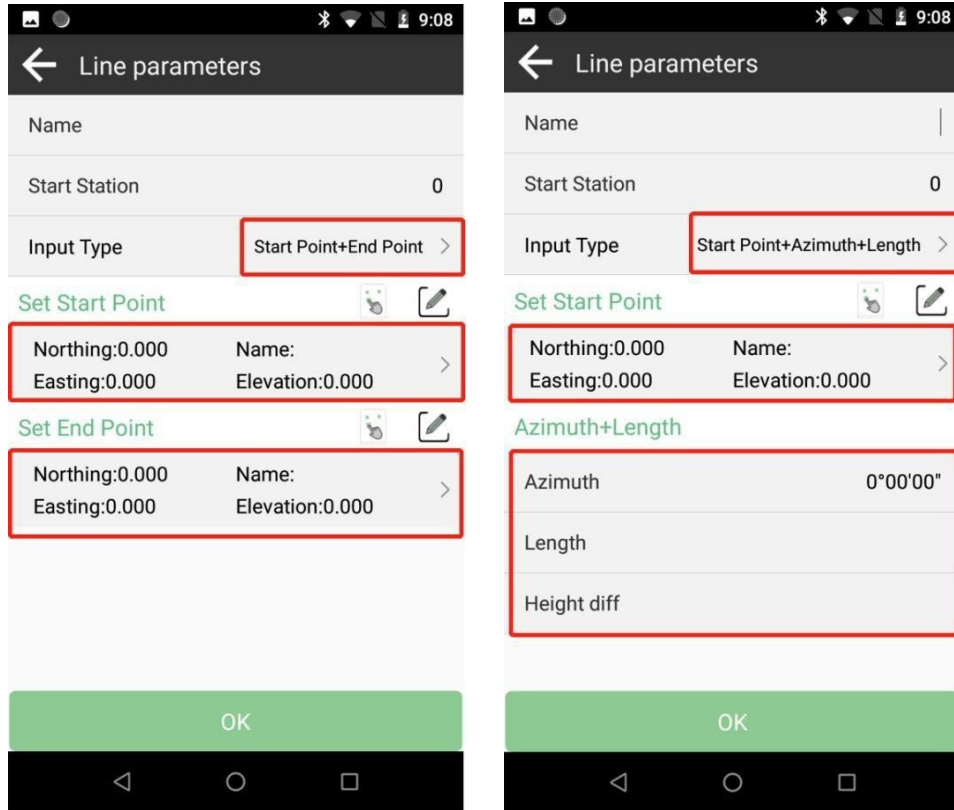 9:08
Line parameters
Name
Start Station 0
Input Type Start Point+End Point
Set Start Point
Northing:0.000 Name:
Easting:0.000 Elevation:0.000
Set End Point
Northing:0.000 Name:
Easting:0.000 Elevation:0.000
OK
9:08
Line parameters
Name
Start Station 0
Input Type Start Point+Azimuth+Length
Set Start Point
Northing:0.000 Name:
Easting:0.000 Elevation:0.000
Azimuth+Length
Azimuth 0°00'00"
Length
Height diff
OK